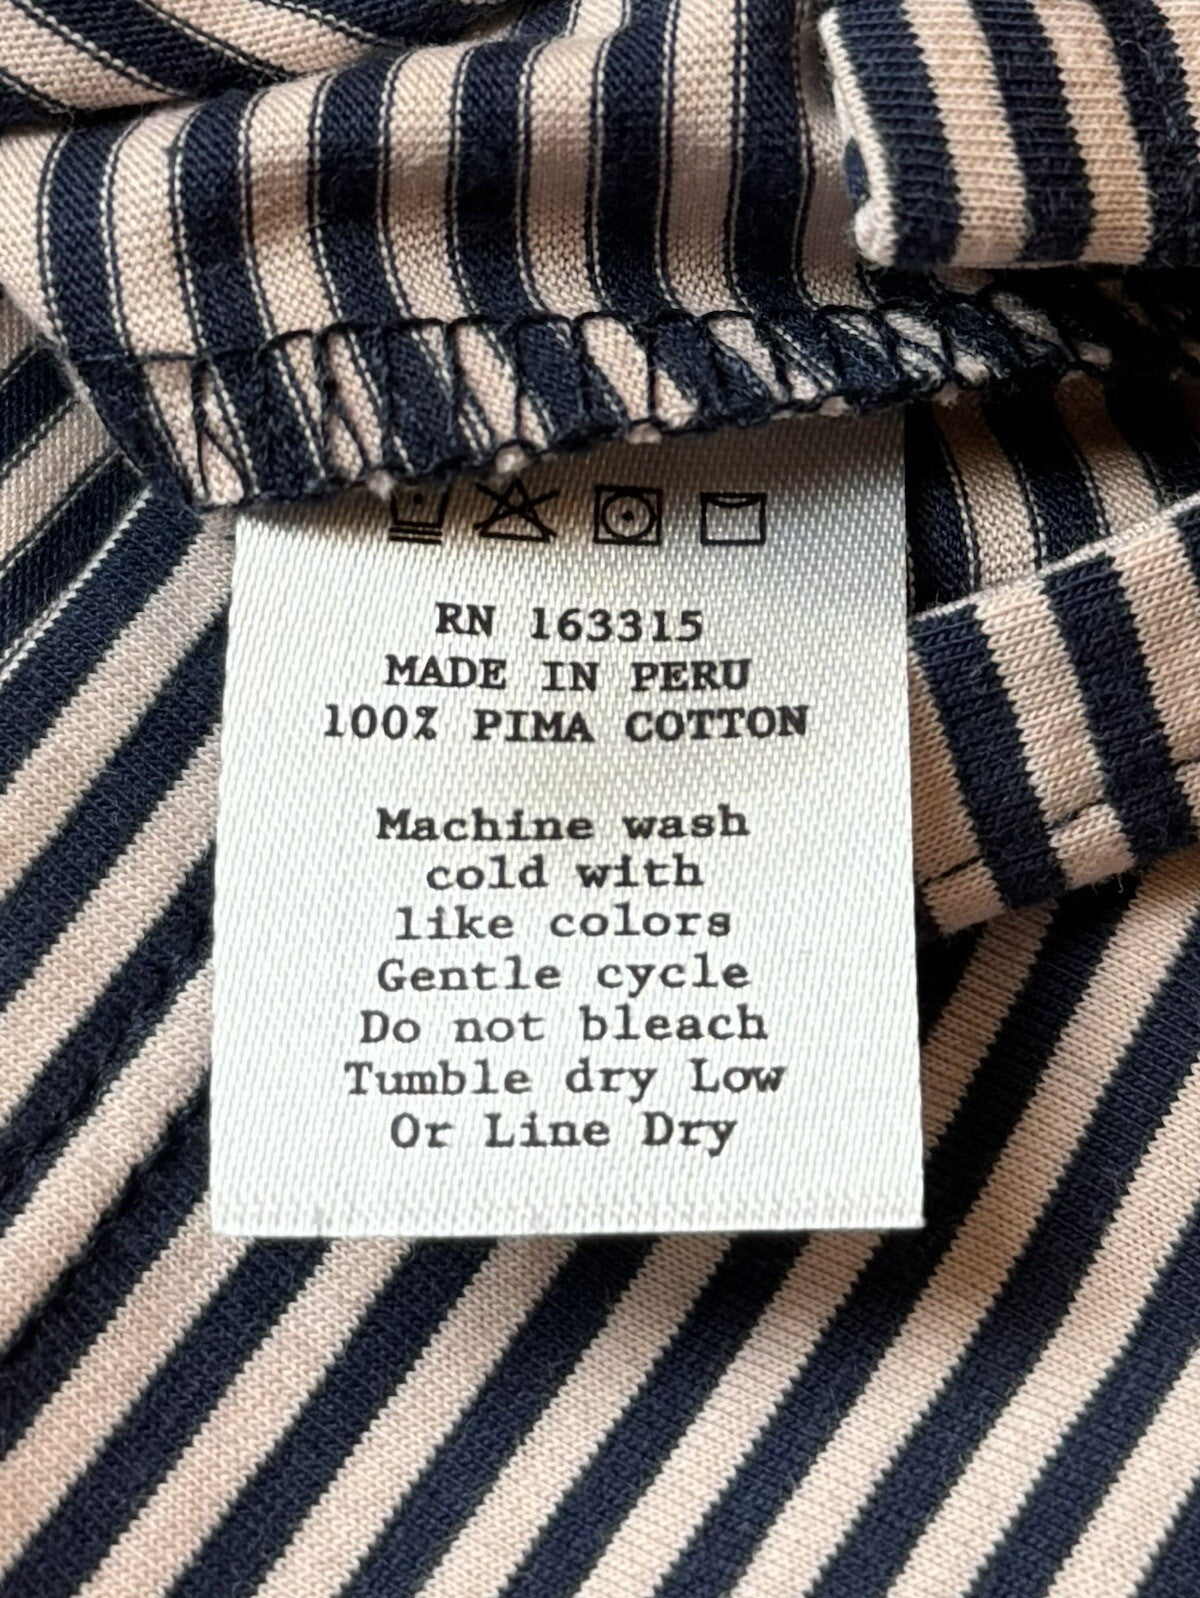 RN 163315
MADE IN PERU
100% PIMA COTTON
Machine wash
cold with
like colors
Gentle cycle
Do not bleach
Tumble dry Low
Or Line Dry